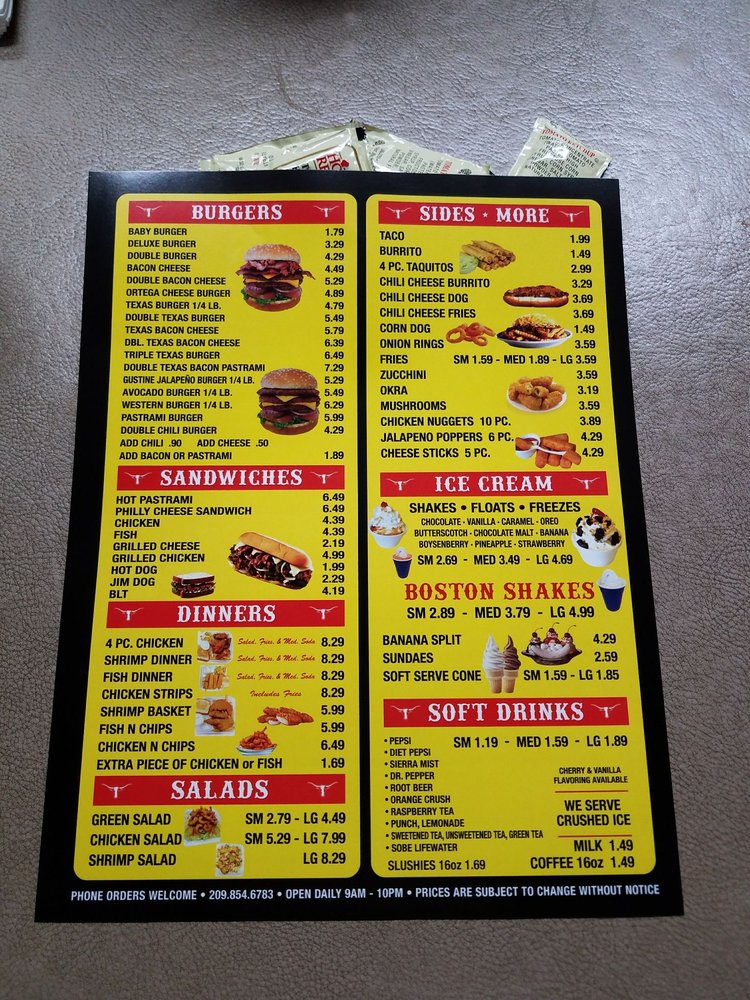 TOMATO KETCHUP
BURGERS
BABY BURGER 1.79
DELUXE BURGER 3.29
DOUBLE BURGER 4.29
BACON CHEESE 4.49
DOUBLE BACON CHEESE 5.29
ORTEGA CHEESE BURGER 4.89
TEXAS BURGER 1/4 LB. 4.79
DOUBLE TEXAS BURGER 5.49
TEXAS BACON CHEESE 5.79
DBL. TEXAS BACON CHEESE 6.39
TRIPLE TEXAS BURGER 6.49
DOUBLE TEXAS BACON PASTRAMI 7.29
GUSTINE JALAPEÑO BURGER 1/4 LB. 5.29
AVOCADO BURGER 1/4 LB. 5.29
WESTERN BURGER 1/4 LB. 6.29
PASTRAMI BURGER 5.99
DOUBLE CHILI BURGER 4.29
ADD CHILI .90 ADD CHEESE .50
ADD BACON OR PASTRAMI 1.89
SANDWICHES
HOT PASTRAMI 6.49
PHILLY CHEESE SANDWICH 6.49
CHICKEN 4.39
FISH 4.39
GRILLED CHEESE 2.19
GRILLED CHICKEN 4.99
HOT DOG 1.99
JIM DOG 2.29
BLT 4.19
DINNERS
4 PC. CHICKEN Salad, Fries, & Med. Soda 8.29
SHRIMP DINNER Salad, Fries, & Med. Soda 8.29
FISH DINNER Salad, Fries, & Med. Soda 8.29
CHICKEN STRIPS Includes Fries 8.29
SHRIMP BASKET 5.99
FISH N CHIPS 5.99
CHICKEN N CHIPS 6.49
EXTRA PIECE OF CHICKEN or FISH 1.69
SALADS
GREEN SALAD SM 2.79 - LG 4.49
CHICKEN SALAD SM 5.29 - LG 7.99
SHRIMP SALAD LG 8.29
SIDES * MORE
TACO 1.99
BURRITO 1.49
4 PC. TAQUITOS 2.99
CHILI CHEESE BURRITO 3.29
CHILI CHEESE DOG 3.69
CHILI CHEESE FRIES 3.69
CORN DOG 1.49
ONION RINGS 3.59
FRIES SM 1.59 - MED 1.89 - LG 3.59
ZUCCHINI 3.59
OKRA 3.19
MUSHROOMS 3.59
CHICKEN NUGGETS 10 PC. 3.89
JALAPENO POPPERS 6 PC. 4.29
CHEESE STICKS 5 PC. 4.29
ICE CREAM
SHAKES • FLOATS • FREEZES
CHOCOLATE - VANILLA - CARAMEL - OREO
BUTTERSCOTCH - CHOCOLATE MALT - BANANA
BOYSENBERRY - PINEAPPLE - STRAWBERRY
SM 2.69 - MED 3.49 - LG 4.69
BOSTON SHAKES
SM 2.89 - MED 3.79 - LG 4.99
BANANA SPLIT 4.29
SUNDAES 2.59
SOFT SERVE CONE SM 1.59 - LG 1.85
SOFT DRINKS
SM 1.19 - MED 1.59 - LG 1.89
• PEPSI
• DIET PEPSI
• SIERRA MIST
• DR. PEPPER
• ROOT BEER
• ORANGE CRUSH
• RASPBERRY TEA
• PUNCH, LEMONADE
• SWEETENED TEA, UNSWEETENED TEA, GREEN TEA
• SOBE LIFEWATER
SLUSHIES 16oz 1.69
CHERRY & VANILLA
FLAVORING AVAILABLE
WE SERVE
CRUSHED ICE
MILK 1.49
COFFEE 16oz 1.49
PHONE ORDERS WELCOME • 209.854.6783 • OPEN DAILY 9AM - 10PM • PRICES ARE SUBJECT TO CHANGE WITHOUT NOTICE